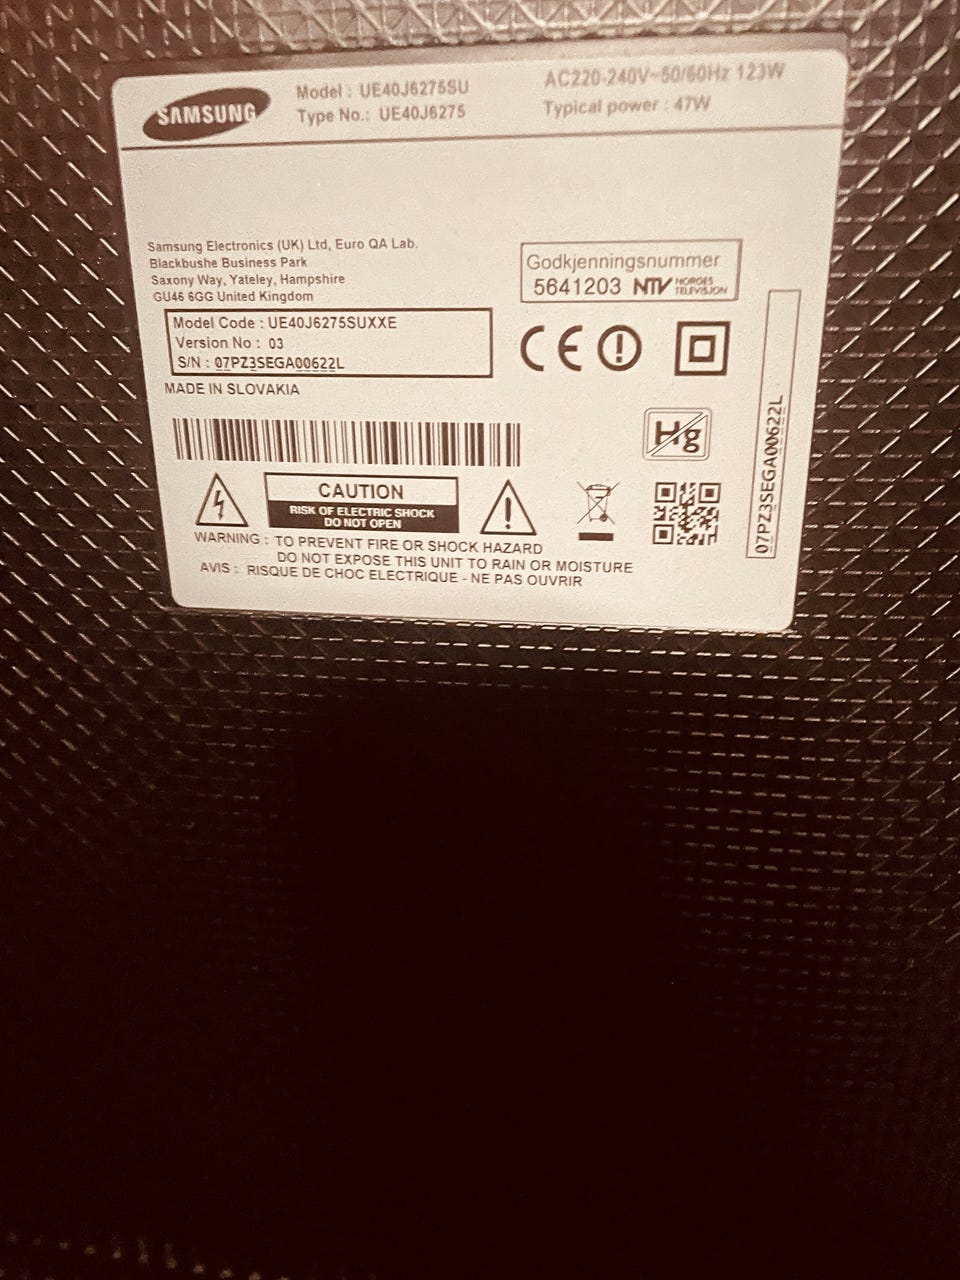 SAMSUNG
Model : UE40J6275SU
Type No.: UE40J6275
AC220-240V~50/60Hz 123W
Typical power : 47W
Samsung Electronics (UK) Ltd, Euro QA Lab.
Blackbushe Business Park
Saxony Way, Yateley, Hampshire
GU46 6GG United Kingdom
Godkjenningsnummer
5641203 NTV NORGES TELEVISJON
Model Code : UE40J6275SUXXE
Version No : 03
S/N : 07PZ3SEGA00622L
MADE IN SLOVAKIA
CE
Hg
07PZ3SEGA00622L
CAUTION
RISK OF ELECTRIC SHOCK
DO NOT OPEN
WARNING : TO PREVENT FIRE OR SHOCK HAZARD
DO NOT EXPOSE THIS UNIT TO RAIN OR MOISTURE
AVIS : RISQUE DE CHOC ELECTRIQUE - NE PAS OUVRIR